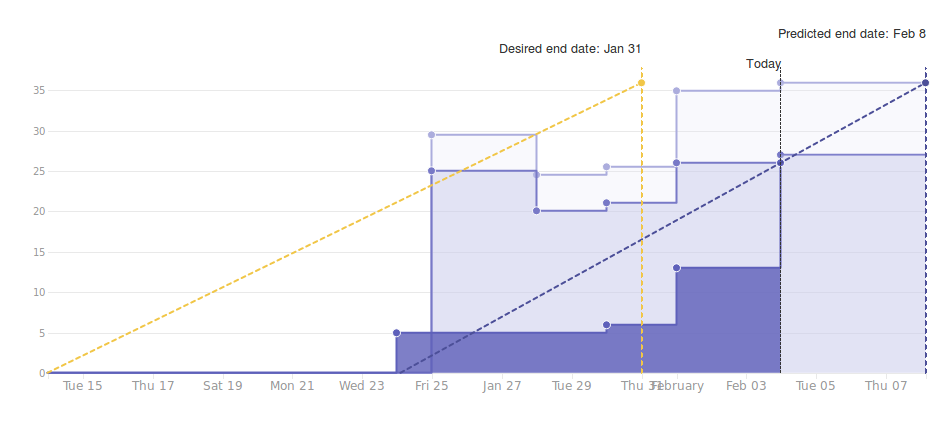 Predicted end date: Feb 8
Desired end date: Jan 31
Today
35
30
25
20
15
10
5
0
Tue 15 Thu 17 Sat 19 Mon 21 Wed 23 Fri 25 Jan 27 Tue 29 Thu 31 February Feb 03 Tue 05 Thu 07